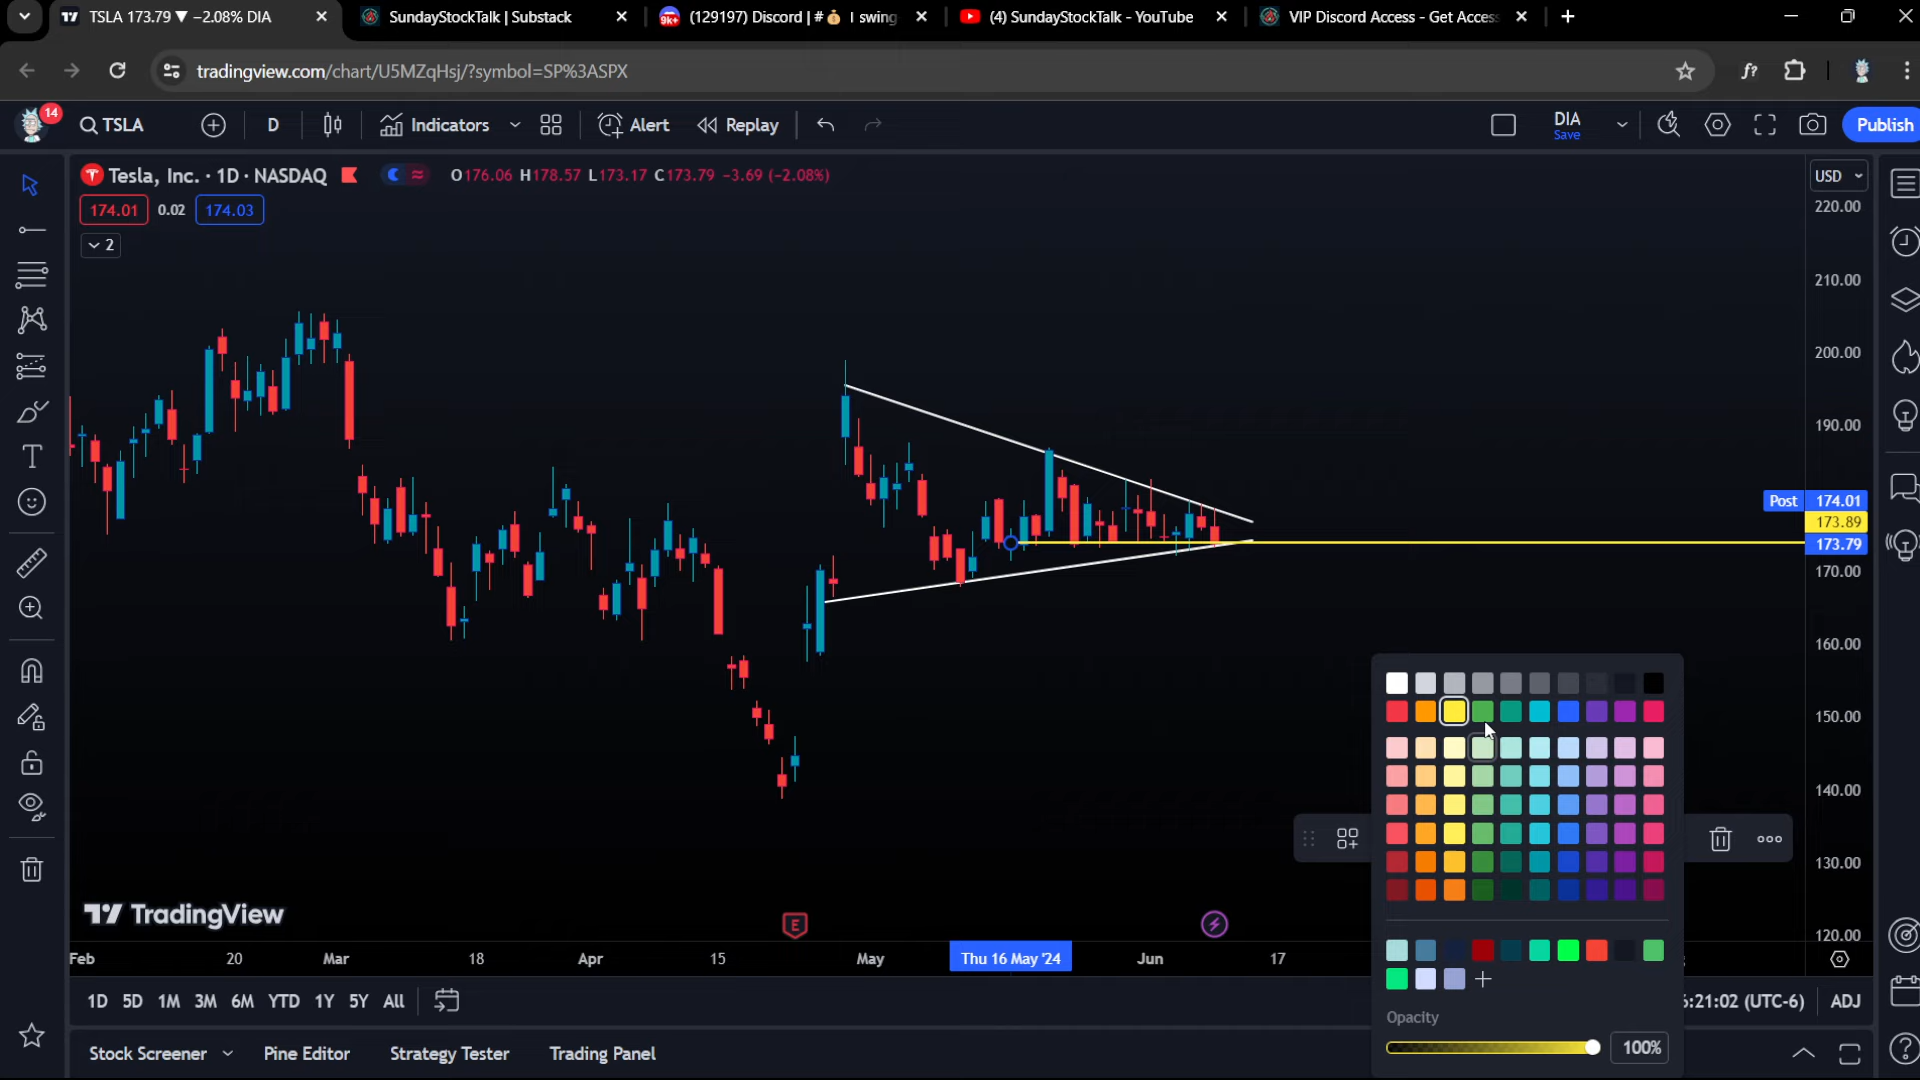 TSLA 173.79 ▼ −2.08% DIA
SundayStockTalk | Substack
9k+
(129197) Discord | # 💰 I swing
(4) SundayStockTalk - YouTube
VIP Discord Access - Get Access
tradingview.com/chart/U5MZqHsj/?symbol=SP%3ASPX
f?
14
TSLA
D
Indicators
Alert
Replay
DIA
Save
Publish
Tesla, Inc. · 1D · NASDAQ
O176.06 H178.57 L173.17 C173.79 −3.69 (−2.08%)
USD
174.01
0.02
174.03
2
220.00
210.00
200.00
190.00
Post 174.01
173.89
173.79
170.00
160.00
150.00
140.00
130.00
120.00
TradingView
E
Feb
20
Mar
18
Apr
15
May
Thu 16 May '24
Jun
17
1D
5D
1M
3M
6M
YTD
1Y
5Y
All
:21:02 (UTC-6)
ADJ
Opacity
100%
Stock Screener
Pine Editor
Strategy Tester
Trading Panel